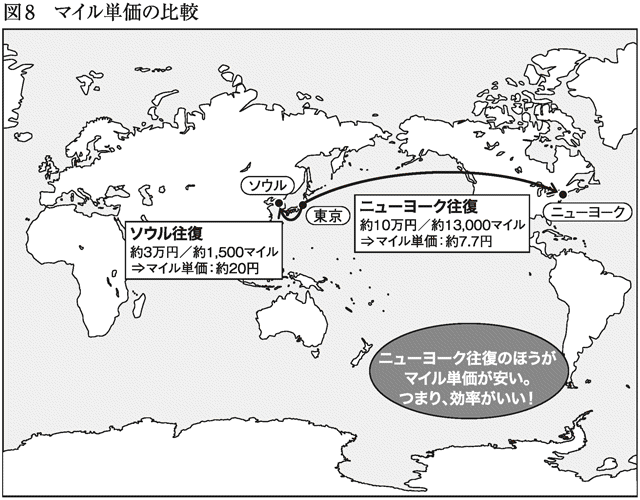 図8　マイル単価の比較
ソウル
東京
ニューヨーク
ソウル往復
約3万円／約1,500マイル
⇒マイル単価：約20円
ニューヨーク往復
約10万円／約13,000マイル
⇒マイル単価：約7.7円
ニューヨーク往復のほうが
マイル単価が安い。
つまり、効率がいい！